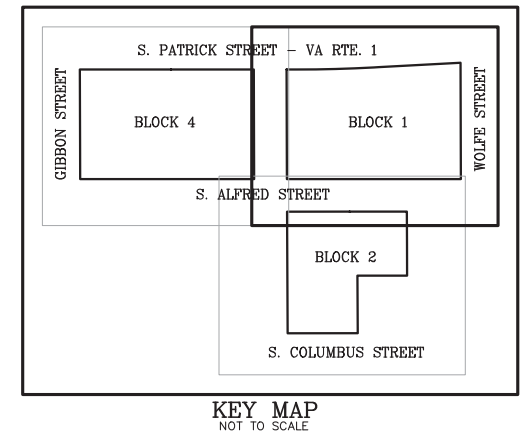 S. PATRICK STREET - VA RTE. 1
GIBBON STREET
BLOCK 4
BLOCK 1
WOLFE STREET
S. ALFRED STREET
BLOCK 2
S. COLUMBUS STREET
KEY MAP
NOT TO SCALE